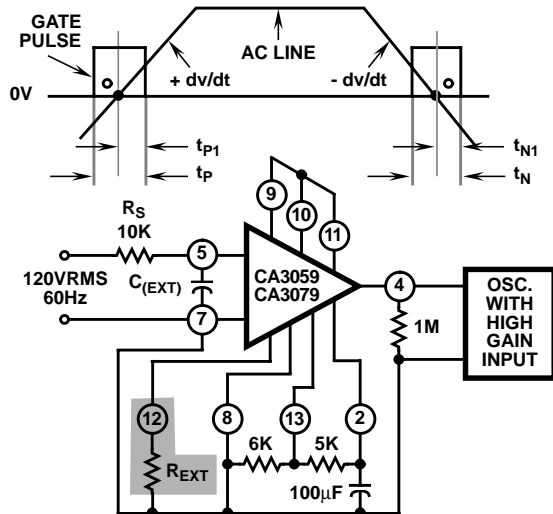 GATE
PULSE
AC LINE
+ dv/dt
- dv/dt
0V
tP1
tP
tN1
tN
9
10
11
RS
10K
5
120VRMS
60Hz
C(EXT)
7
CA3059
CA3079
4
1M
OSC.
WITH
HIGH
GAIN
INPUT
12
8
13
2
REXT
6K
5K
100μF